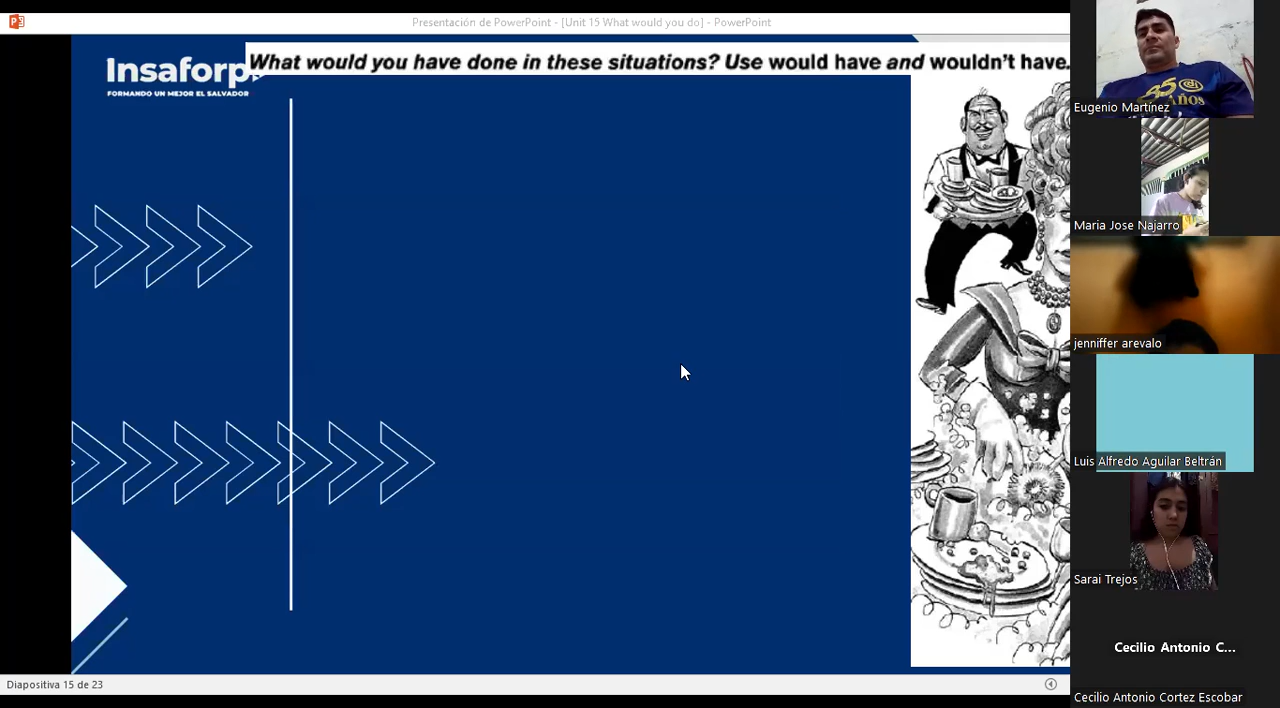 Presentación de PowerPoint - [Unit 15 What would you do] - PowerPoint
Insaforp
FORMANDO UN MEJOR EL SALVADOR
What would you have done in these situations? Use would have and wouldn't have.
85
AÑOS
Eugenio Martínez
Maria Jose Najarro
jenniffer arevalo
Luis Alfredo Aguilar Beltrán
Sarai Trejos
Cecilio Antonio C...
Cecilio Antonio Cortez Escobar
Diapositiva 15 de 23